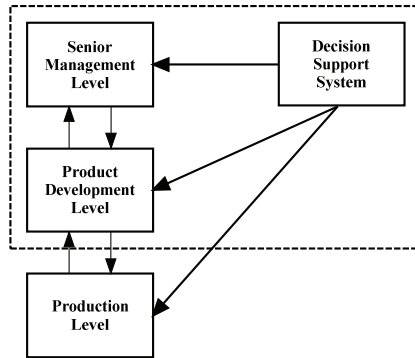 Senior
Management
Level
Decision
Support
System
Product
Development
Level
Production
Level